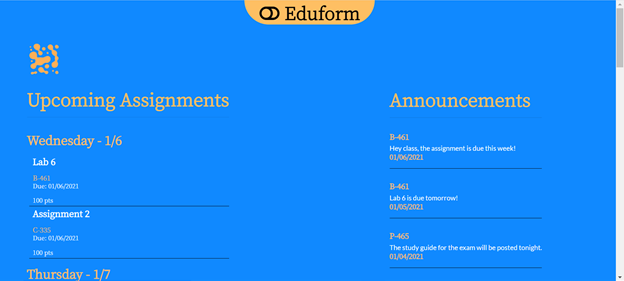 Eduform
Upcoming Assignments
Wednesday - 1/6
Lab 6
B-461
Due: 01/06/2021
100 pts
Assignment 2
C-335
Due: 01/06/2021
100 pts
Thursday - 1/7
Announcements
B-461
Hey class, the assignment is due this week!
01/06/2021
B-461
Lab 6 is due tomorrow!
01/05/2021
P-465
The study guide for the exam will be posted tonight.
01/04/2021